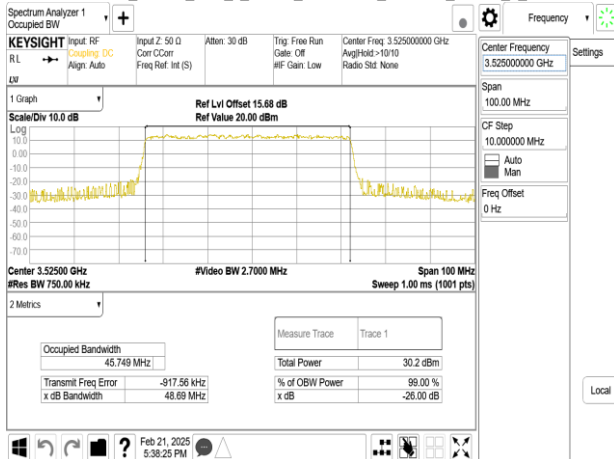 Spectrum Analyzer 1
Occupied BW
+
Frequency
KEYSIGHT
RL
LXI
Input: RF
Coupling: DC
Align: Auto
Input Z: 50 Ω
Corr CCorr
Freq Ref: Int (S)
Atten: 30 dB
Trig: Free Run
Gate: Off
#IF Gain: Low
Center Freq: 3.525000000 GHz
Avg|Hold:>10/10
Radio Std: None
Center Frequency
3.525000000 GHz
Settings
Span
100.00 MHz
CF Step
10.000000 MHz
Auto
Man
Freq Offset
0 Hz
Local
1 Graph
Ref Lvl Offset 15.68 dB
Scale/Div 10.0 dB
Ref Value 20.00 dBm
Log
10.0
0.00
-10.0
-20.0
-30.0
-40.0
-50.0
-60.0
-70.0
Center 3.52500 GHz
#Video BW 2.7000 MHz
Span 100 MHz
#Res BW 750.00 kHz
Sweep 1.00 ms (1001 pts)
2 Metrics
Measure Trace
Trace 1
Occupied Bandwidth
45.749 MHz
Total Power
30.2 dBm
Transmit Freq Error
-917.56 kHz
% of OBW Power
99.00 %
x dB Bandwidth
48.69 MHz
x dB
-26.00 dB
?
Feb 21, 2025
5:38:25 PM